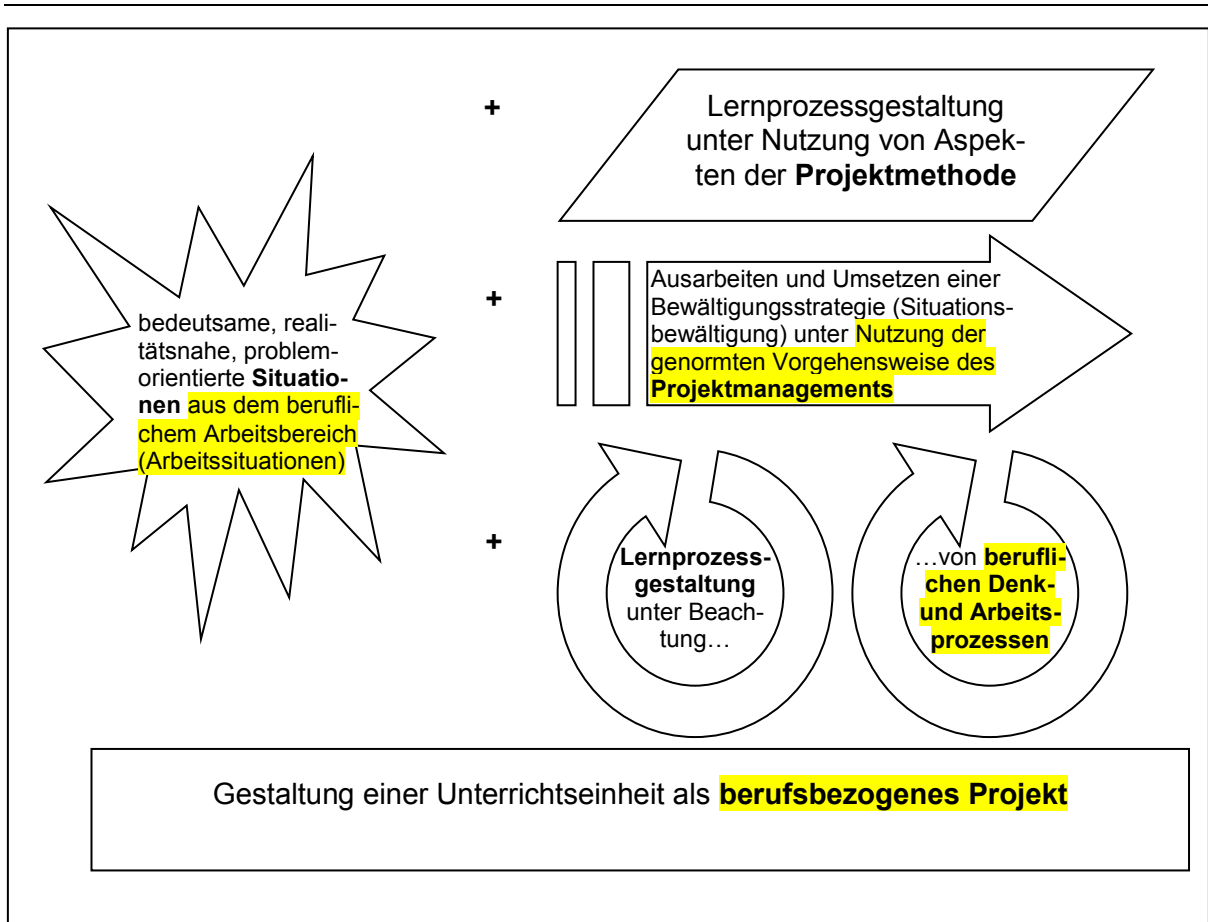 +
Lernprozessgestaltung
unter Nutzung von Aspek-
ten der Projektmethode
bedeutsame, reali-
tätsnahe, problem-
orientierte Situatio-
nen aus dem berufli-
chem Arbeitsbereich
(Arbeitssituationen)
+
Ausarbeiten und Umsetzen einer
Bewältigungsstrategie (Situations-
bewältigung) unter Nutzung der
genormten Vorgehensweise des
Projektmanagements
+
Lernprozess-
gestaltung
unter Beach-
tung…
…von berufli-
chen Denk-
und Arbeits-
prozessen
Gestaltung einer Unterrichtseinheit als berufsbezogenes Projekt